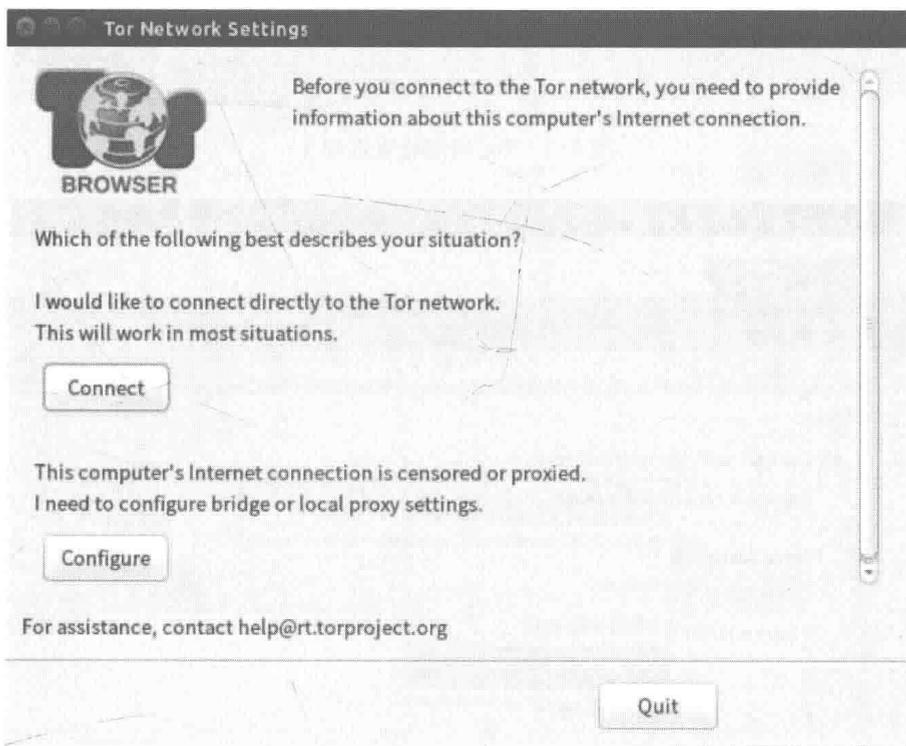 Tor Network Settings
Tor
BROWSER
Before you connect to the Tor network, you need to provide
information about this computer's Internet connection.
Which of the following best describes your situation?
I would like to connect directly to the Tor network.
This will work in most situations.
Connect
This computer's Internet connection is censored or proxied.
I need to configure bridge or local proxy settings.
Configure
For assistance, contact help@rt.torproject.org
Quit